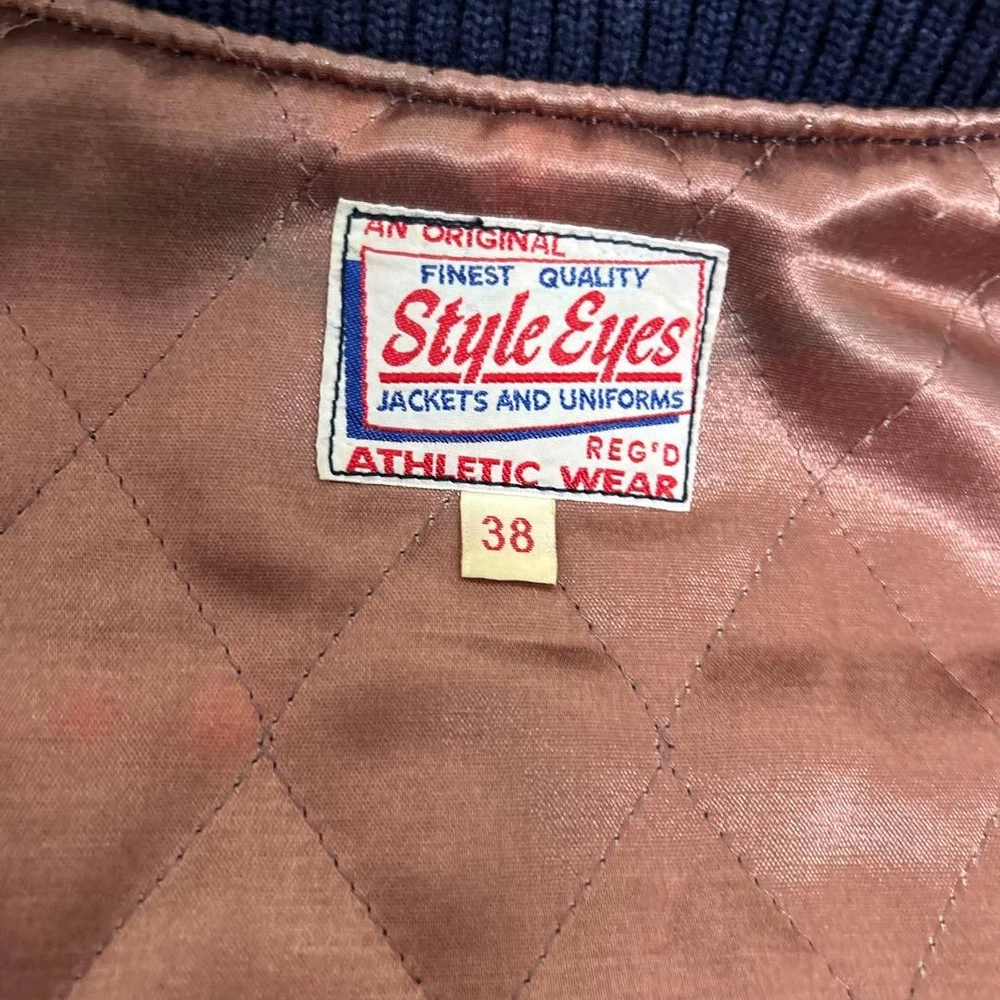 AN ORIGINAL
FINEST QUALITY
Style Eyes
JACKETS AND UNIFORMS
REG'D
ATHLETIC WEAR
38